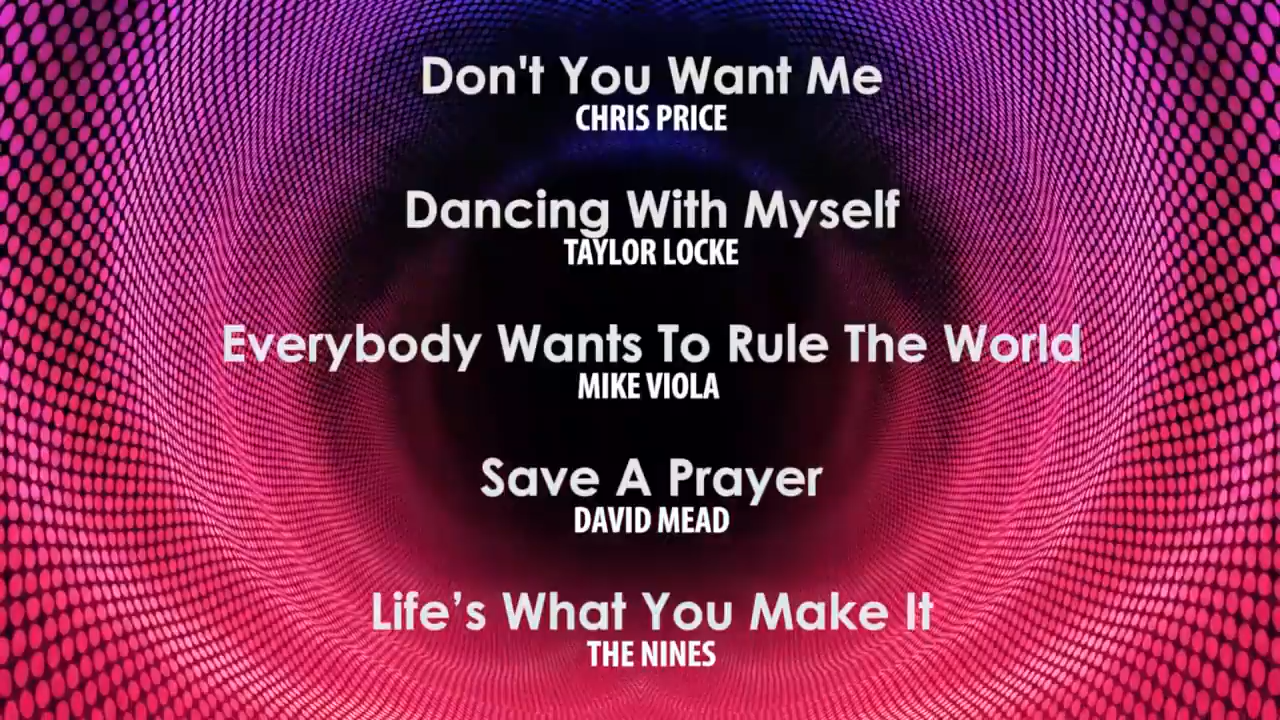 Don't You Want Me
CHRIS PRICE
Dancing With Myself
TAYLOR LOCKE
Everybody Wants To Rule The World
MIKE VIOLA
Save A Prayer
DAVID MEAD
Life’s What You Make It
THE NINES